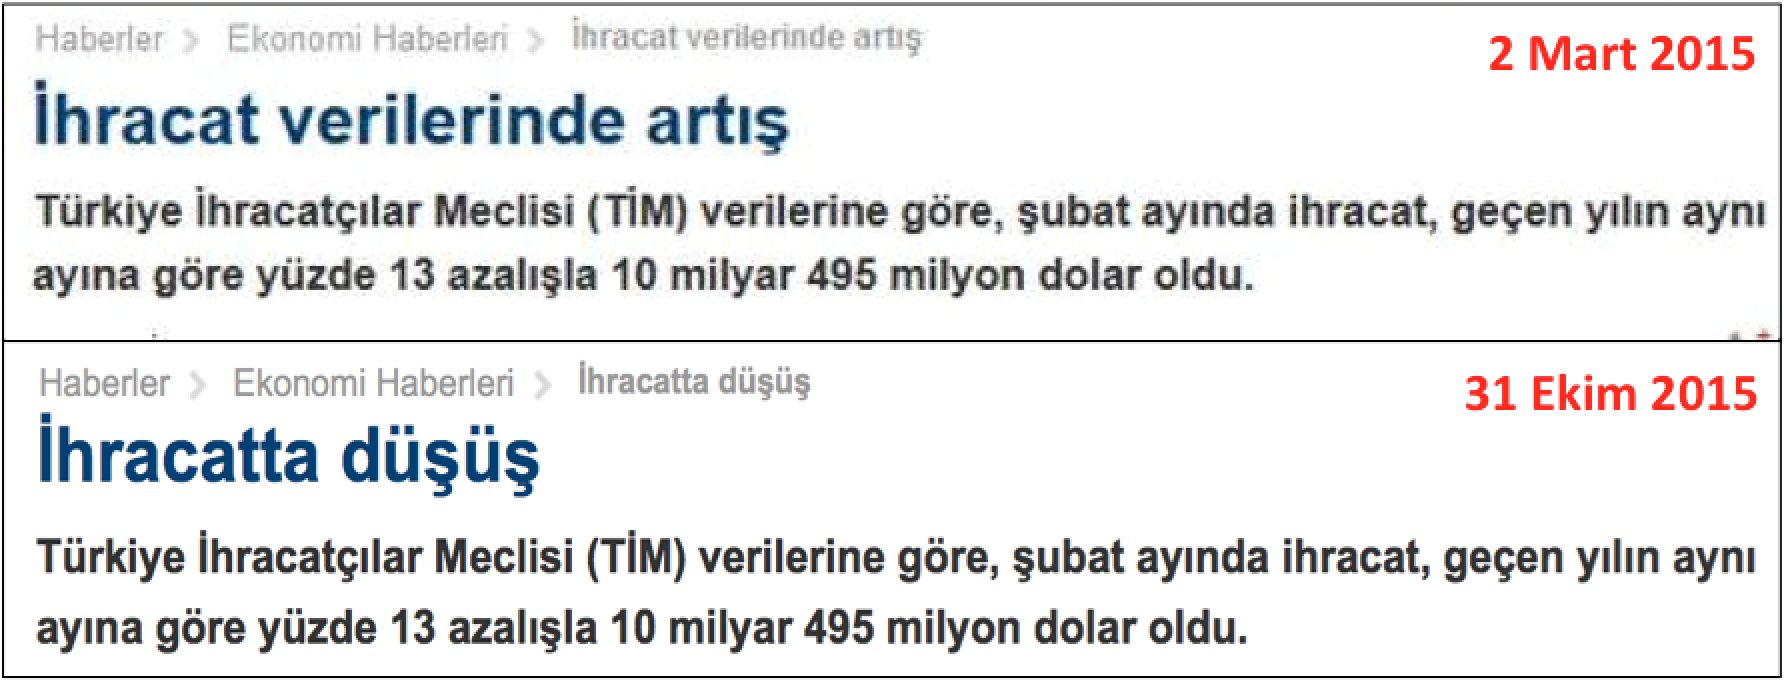 Haberler > Ekonomi Haberleri > İhracat verilerinde artış
2 Mart 2015
İhracat verilerinde artış
Türkiye İhracatçılar Meclisi (TİM) verilerine göre, şubat ayında ihracat, geçen yılın aynı
ayına göre yüzde 13 azalışla 10 milyar 495 milyon dolar oldu.
Haberler > Ekonomi Haberleri > İhracatta düşüş
31 Ekim 2015
İhracatta düşüş
Türkiye İhracatçılar Meclisi (TİM) verilerine göre, şubat ayında ihracat, geçen yılın aynı
ayına göre yüzde 13 azalışla 10 milyar 495 milyon dolar oldu.